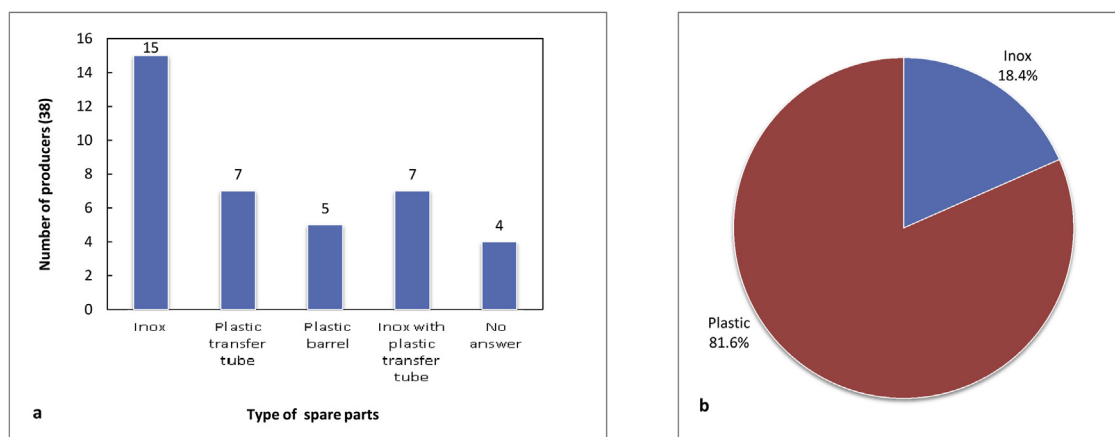 16
14
12
10
8
6
4
2
0
Number of producers (38)
15
7
5
7
4
Inox
Plastic
transfer
tube
Plastic
barrel
Inox with
plastic
transfer
tube
No
answer
a
Type of spare parts
Inox
18.4%
Plastic
81.6%
b